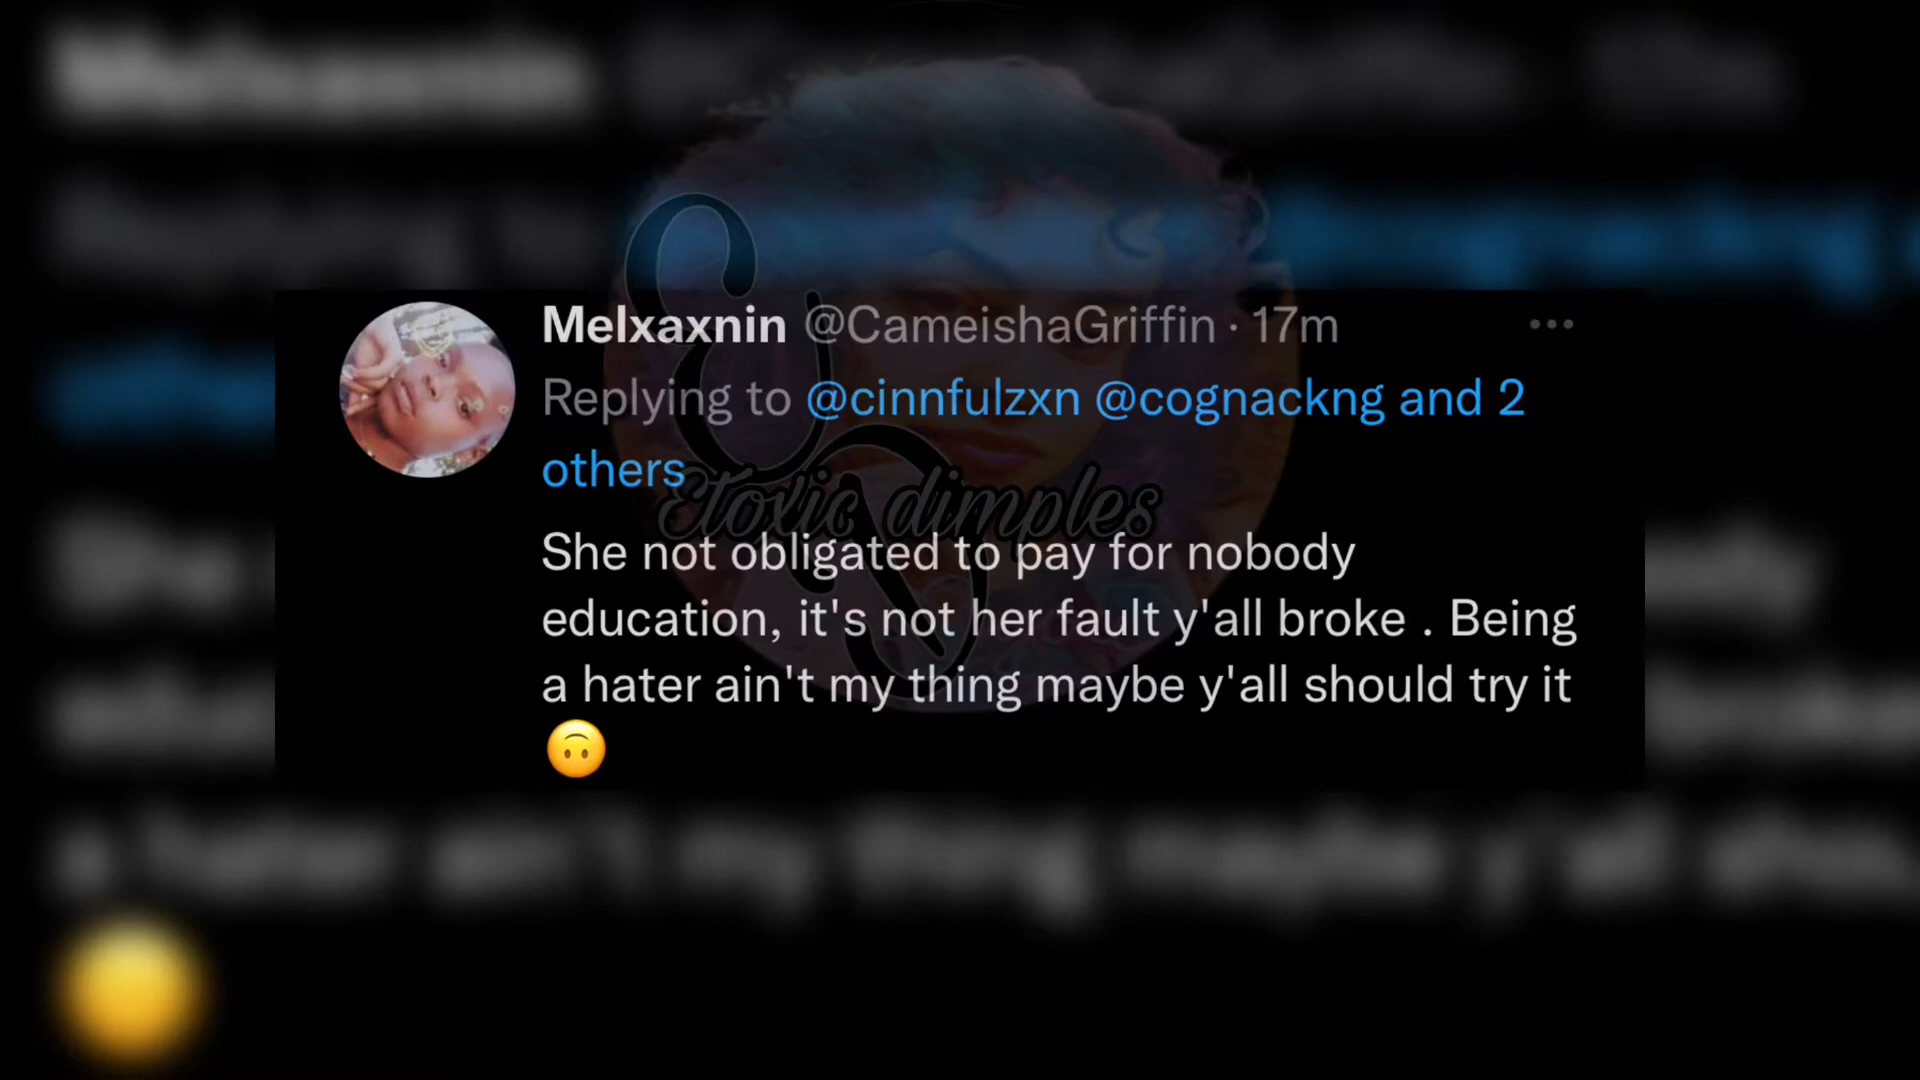 Melxaxnin @CameishaGriffin · 17m
Replying to @cinnfulzxn @cognackng and 2
others
Etoxic dimples
She not obligated to pay for nobody
education, it's not her fault y'all broke . Being
a hater ain't my thing maybe y'all should try it
🙃